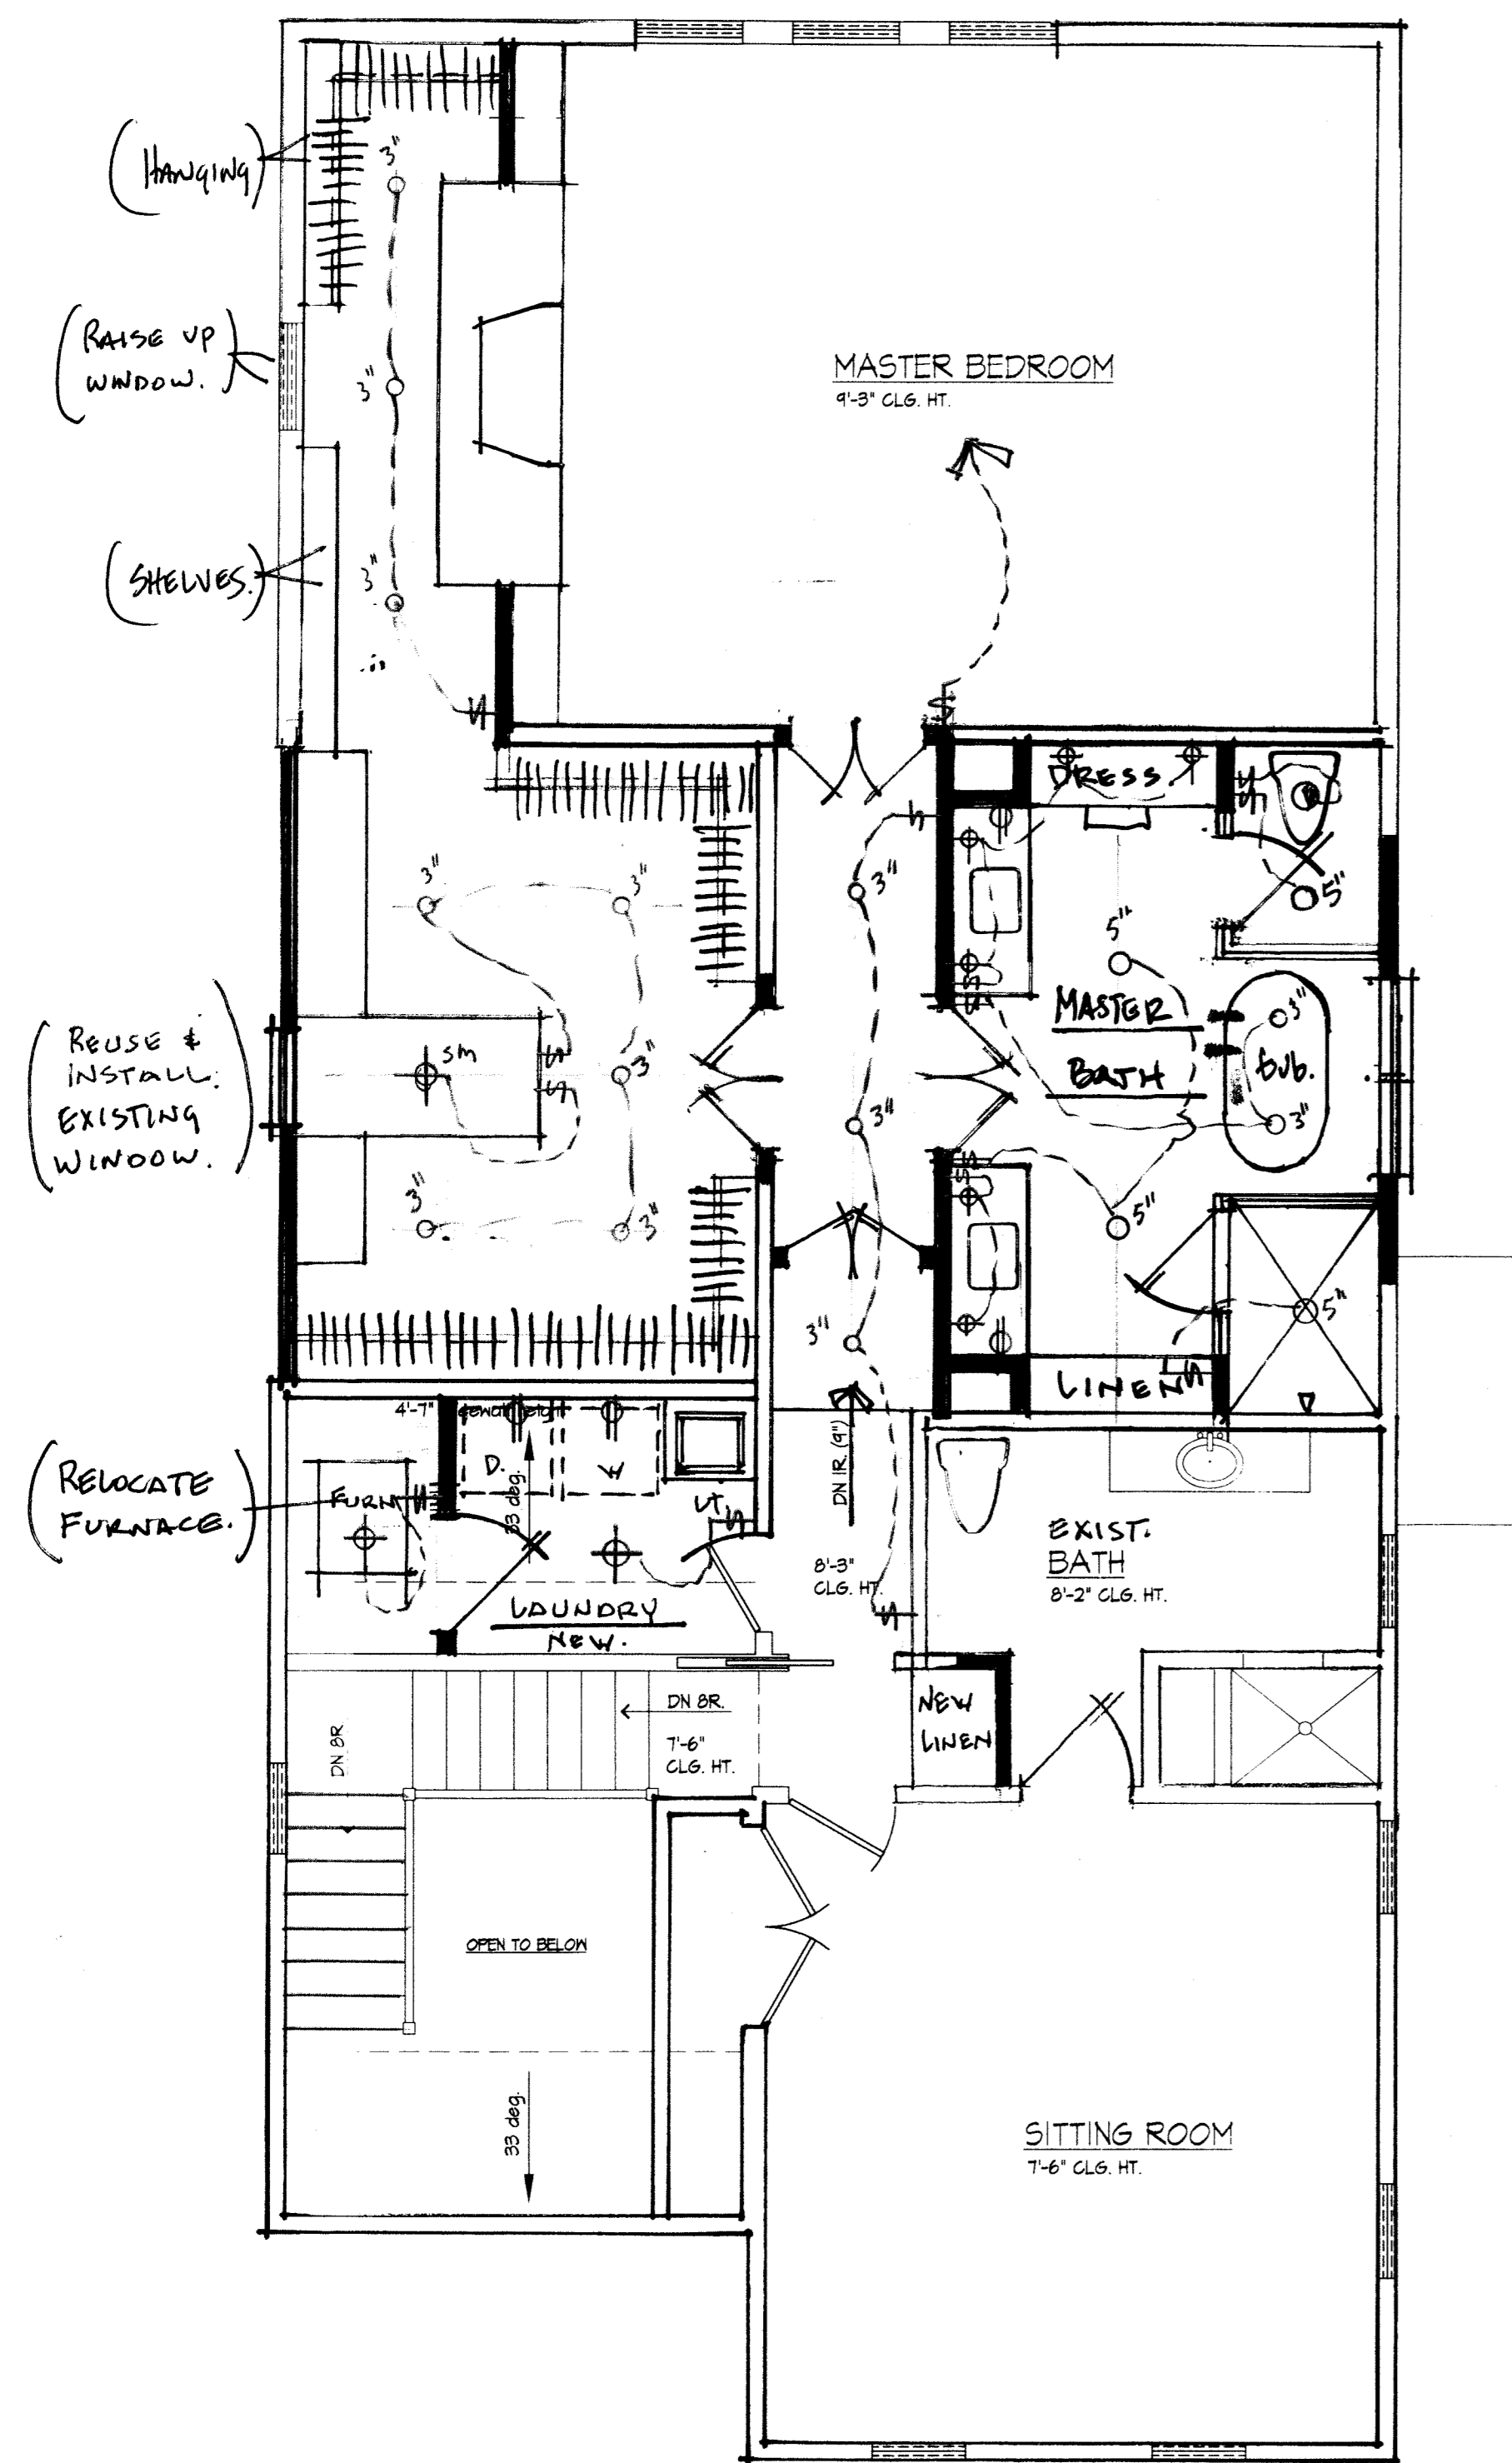 3"
(HANGING)
(RAISE UP
WINDOW.)
3"
MASTER BEDROOM
9'-3" CLG. HT.
(SHELVES.)
3"
DRESS.
3"
3"
3"
5"
5"
MASTER
BATH
3"
tub.
3"
(REUSE &
INSTALL.
EXISTING
WINDOW.)
sm
3"
3"
3"
3"
5"
3"
5"
LINEN
4'-7"
D.
33 deg.
(RELOCATE
FURNACE.)
FURN
LT.
DN 1R. (9")
8'-3"
CLG. HT.
EXIST.
BATH
8'-2" CLG. HT.
LAUNDRY
NEW.
DN 8R.
7'-6"
CLG. HT.
DN 8R
NEW
LINEN
OPEN TO BELOW
33 deg.
SITTING ROOM
7'-6" CLG. HT.